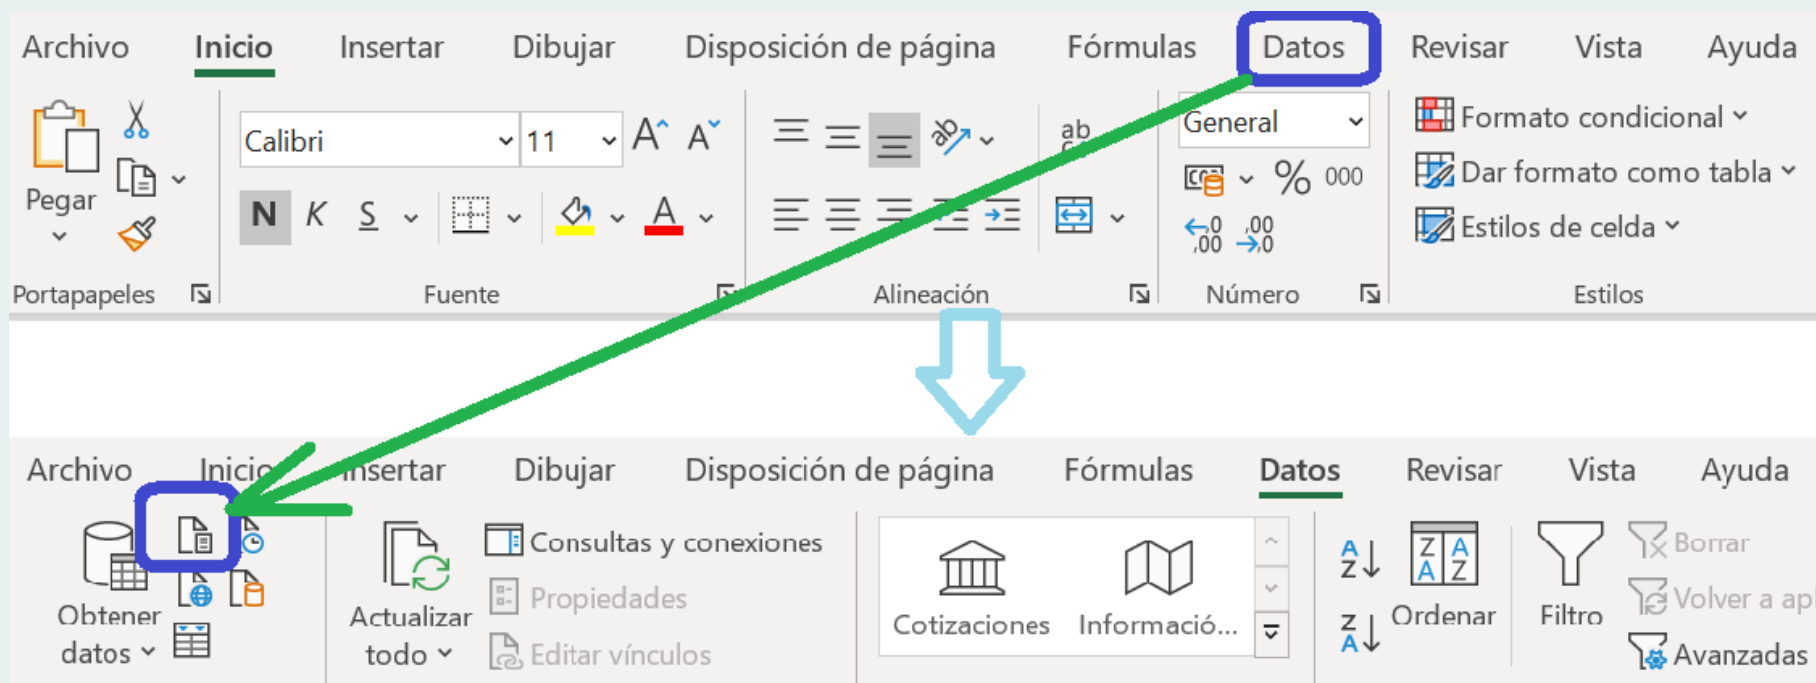 Archivo Inicio Insertar Dibujar Disposición de página Fórmulas Datos Revisar Vista Ayuda
Calibri 11 General Formato condicional
Pegar % 000 Dar formato como tabla
N K S A Estilos de celda
Portapapeles Fuente Alineación Número Estilos
Archivo Inicio Insertar Dibujar Disposición de página Fórmulas Datos Revisar Vista Ayuda
Consultas y conexiones Borrar
Obtener datos Actualizar todo Propiedades Cotizaciones Informació... Ordenar Filtro Volver a apl
Editar vínculos Avanzadas